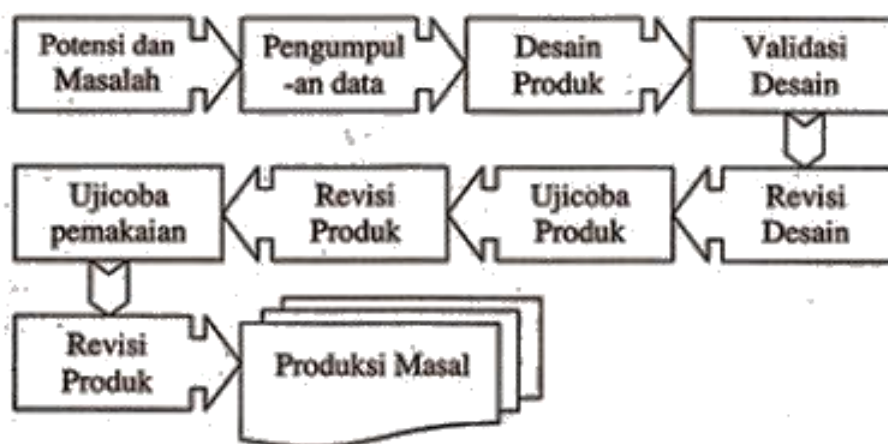 Potensi dan
Masalah
Pengumpul
-an data
Desain
Produk
Validasi
Desain
Revisi
Desain
Ujicoba
Produk
Revisi
Produk
Ujicoba
pemakaian
Revisi
Produk
Produksi Masal